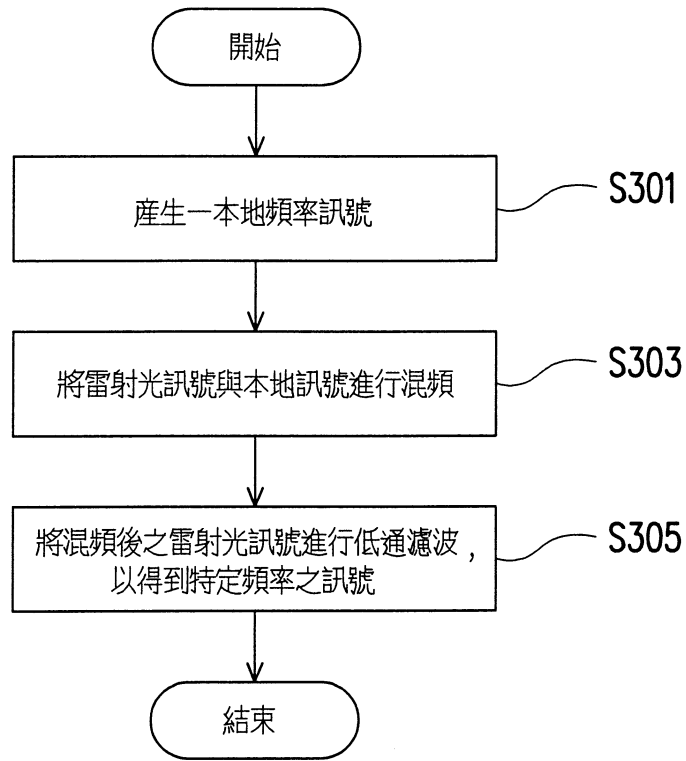 開始
産生一本地頻率訊號
S301
將雷射光訊號與本地訊號進行混頻
S303
將混頻後之雷射光訊號進行低通濾波,
以得到特定頻率之訊號
S305
結束